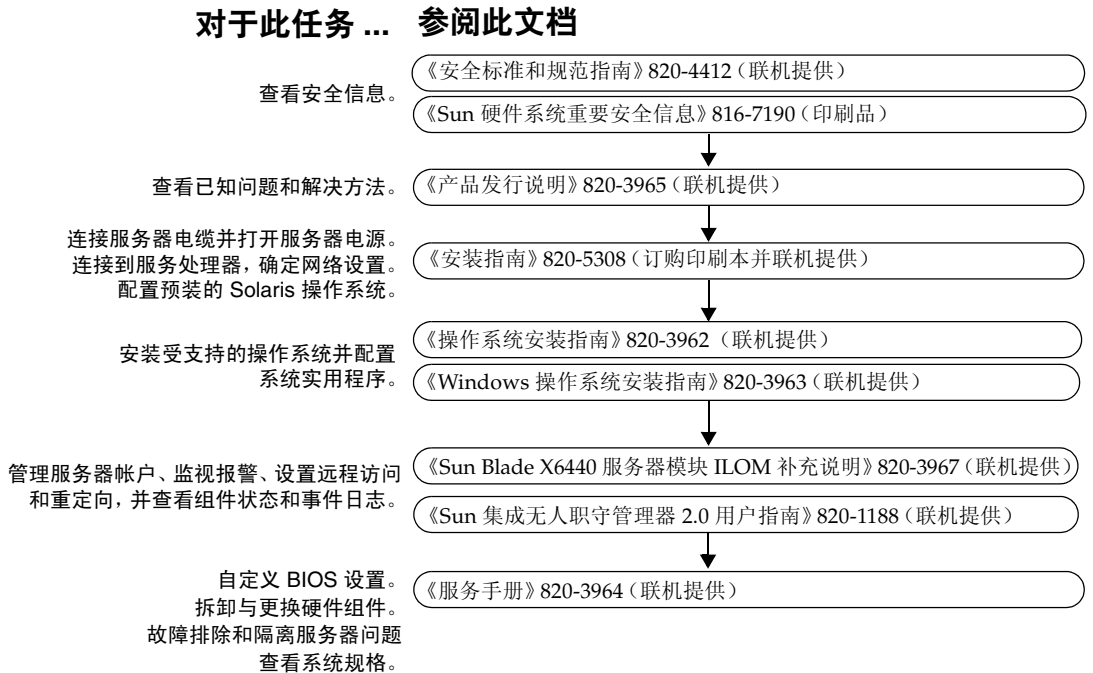 对于此任务 ... 参阅此文档
查看安全信息。
《安全标准和规范指南》820-4412（联机提供）
《Sun 硬件系统重要安全信息》816-7190（印刷品）
查看已知问题和解决方法。
《产品发行说明》820-3965（联机提供）
连接服务器电缆并打开服务器电源。
连接到服务处理器，确定网络设置。
配置预装的 Solaris 操作系统。
《安装指南》820-5308（订购印刷本并联机提供）
安装受支持的操作系统并配置
系统实用程序。
《操作系统安装指南》820-3962（联机提供）
《Windows 操作系统安装指南》820-3963（联机提供）
管理服务器帐户、监视报警、设置远程访问
和重定向，并查看组件状态和事件日志。
《Sun Blade X6440 服务器模块 ILOM 补充说明》820-3967（联机提供）
《Sun 集成无人职守管理器 2.0 用户指南》820-1188（联机提供）
自定义 BIOS 设置。
拆卸与更换硬件组件。
故障排除和隔离服务器问题
查看系统规格。
《服务手册》820-3964（联机提供）